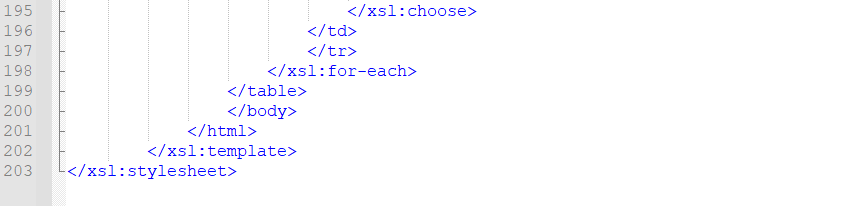 195 </xsl:choose>
196 </td>
197 </tr>
198 </xsl:for-each>
199 </table>
200 </body>
201 </html>
202 </xsl:template>
203 </xsl:stylesheet>